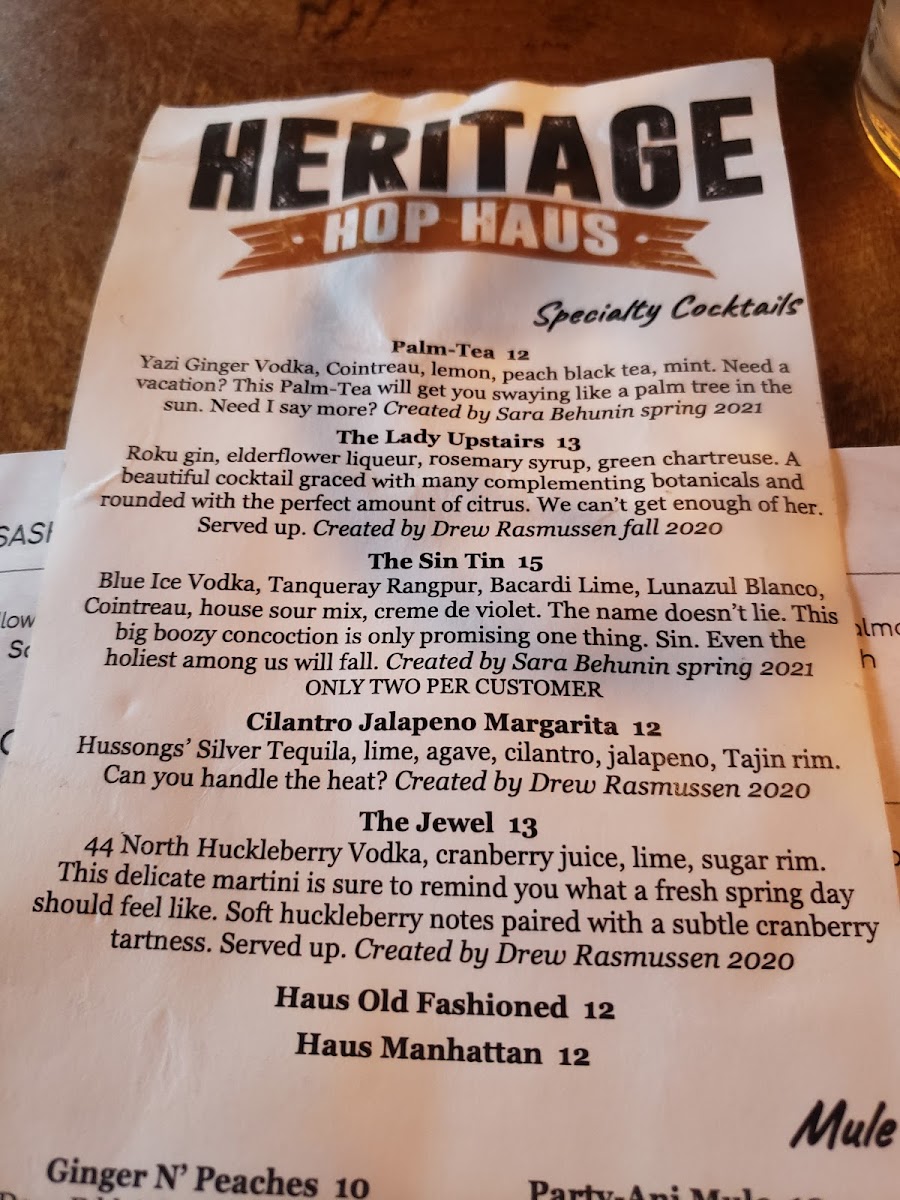 HERITAGE
HOP HAUS
Specialty Cocktails
Palm-Tea 12
Yazi Ginger Vodka, Cointreau, lemon, peach black tea, mint. Need a
vacation? This Palm-Tea will get you swaying like a palm tree in the
sun. Need I say more? Created by Sara Behunin spring 2021
The Lady Upstairs 13
Roku gin, elderflower liqueur, rosemary syrup, green chartreuse. A
beautiful cocktail graced with many complementing botanicals and
rounded with the perfect amount of citrus. We can't get enough of her.
Served up. Created by Drew Rasmussen fall 2020
The Sin Tin 15
Blue Ice Vodka, Tanqueray Rangpur, Bacardi Lime, Lunazul Blanco,
Cointreau, house sour mix, creme de violet. The name doesn't lie. This
big boozy concoction is only promising one thing. Sin. Even the
holiest among us will fall. Created by Sara Behunin spring 2021
ONLY TWO PER CUSTOMER
Cilantro Jalapeno Margarita 12
Hussongs' Silver Tequila, lime, agave, cilantro, jalapeno, Tajin rim.
Can you handle the heat? Created by Drew Rasmussen 2020
The Jewel 13
44 North Huckleberry Vodka, cranberry juice, lime, sugar rim.
This delicate martini is sure to remind you what a fresh spring day
should feel like. Soft huckleberry notes paired with a subtle cranberry
tartness. Served up. Created by Drew Rasmussen 2020
Haus Old Fashioned 12
Haus Manhattan 12
Mule
Ginger N' Peaches 10
Party-Ani Mule